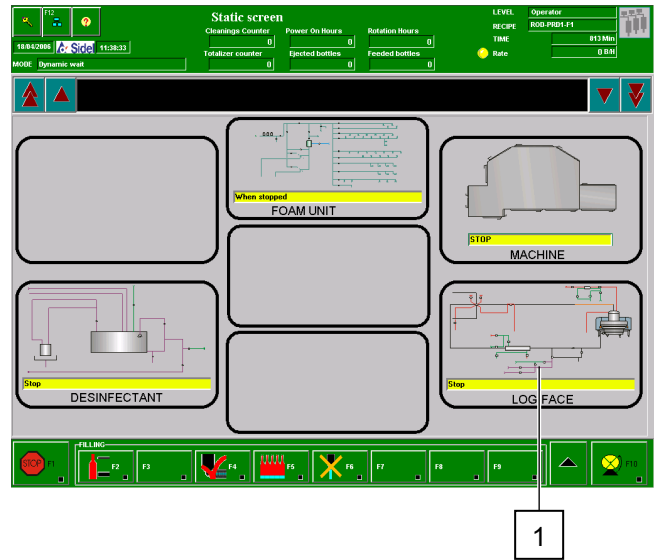 F12
?
Static screen
LEVEL Operator
RECIPE ROD-PRD1-F1
TIME 813 Min
Rate 0 B/H
Cleanings Counter Power On Hours Rotation Hours
0 0 0
Totalizer counter Ejected bottles Feeded bottles
0 0 0
18/04/2006 Sidel 11:38:33
MODE Dynamic wait
When stopped
FOAM UNIT
STOP
MACHINE
Stop
DESINFECTANT
Stop
LOGIFACE
FILLING
STOP F1 F2 F3 F4 F5 F6 F7 F8 F9 F10
1